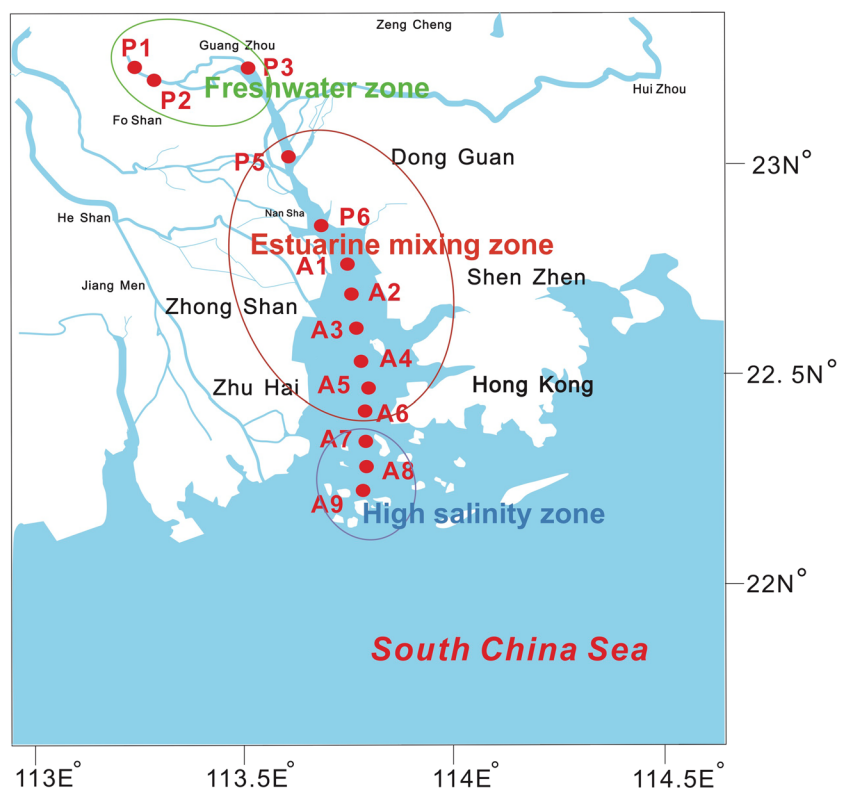 Zeng Cheng
P1
Guang Zhou
P3
Freshwater zone
Hui Zhou
P2
Fo Shan
Dong Guan
P5
23N°
Nan Sha
P6
He Shan
Estuarine mixing zone
A1
Shen Zhen
Jiang Men
A2
Zhong Shan
A3
A4
22.5N°
Zhu Hai
A5
Hong Kong
A6
A7
A8
A9
High salinity zone
22N°
South China Sea
113E°
113.5E°
114E°
114.5E°